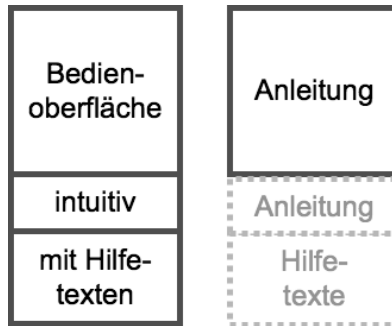 Bedien-
oberfläche
intuitiv
mit Hilfe-
texten
Anleitung
Anleitung
Hilfe-
texte